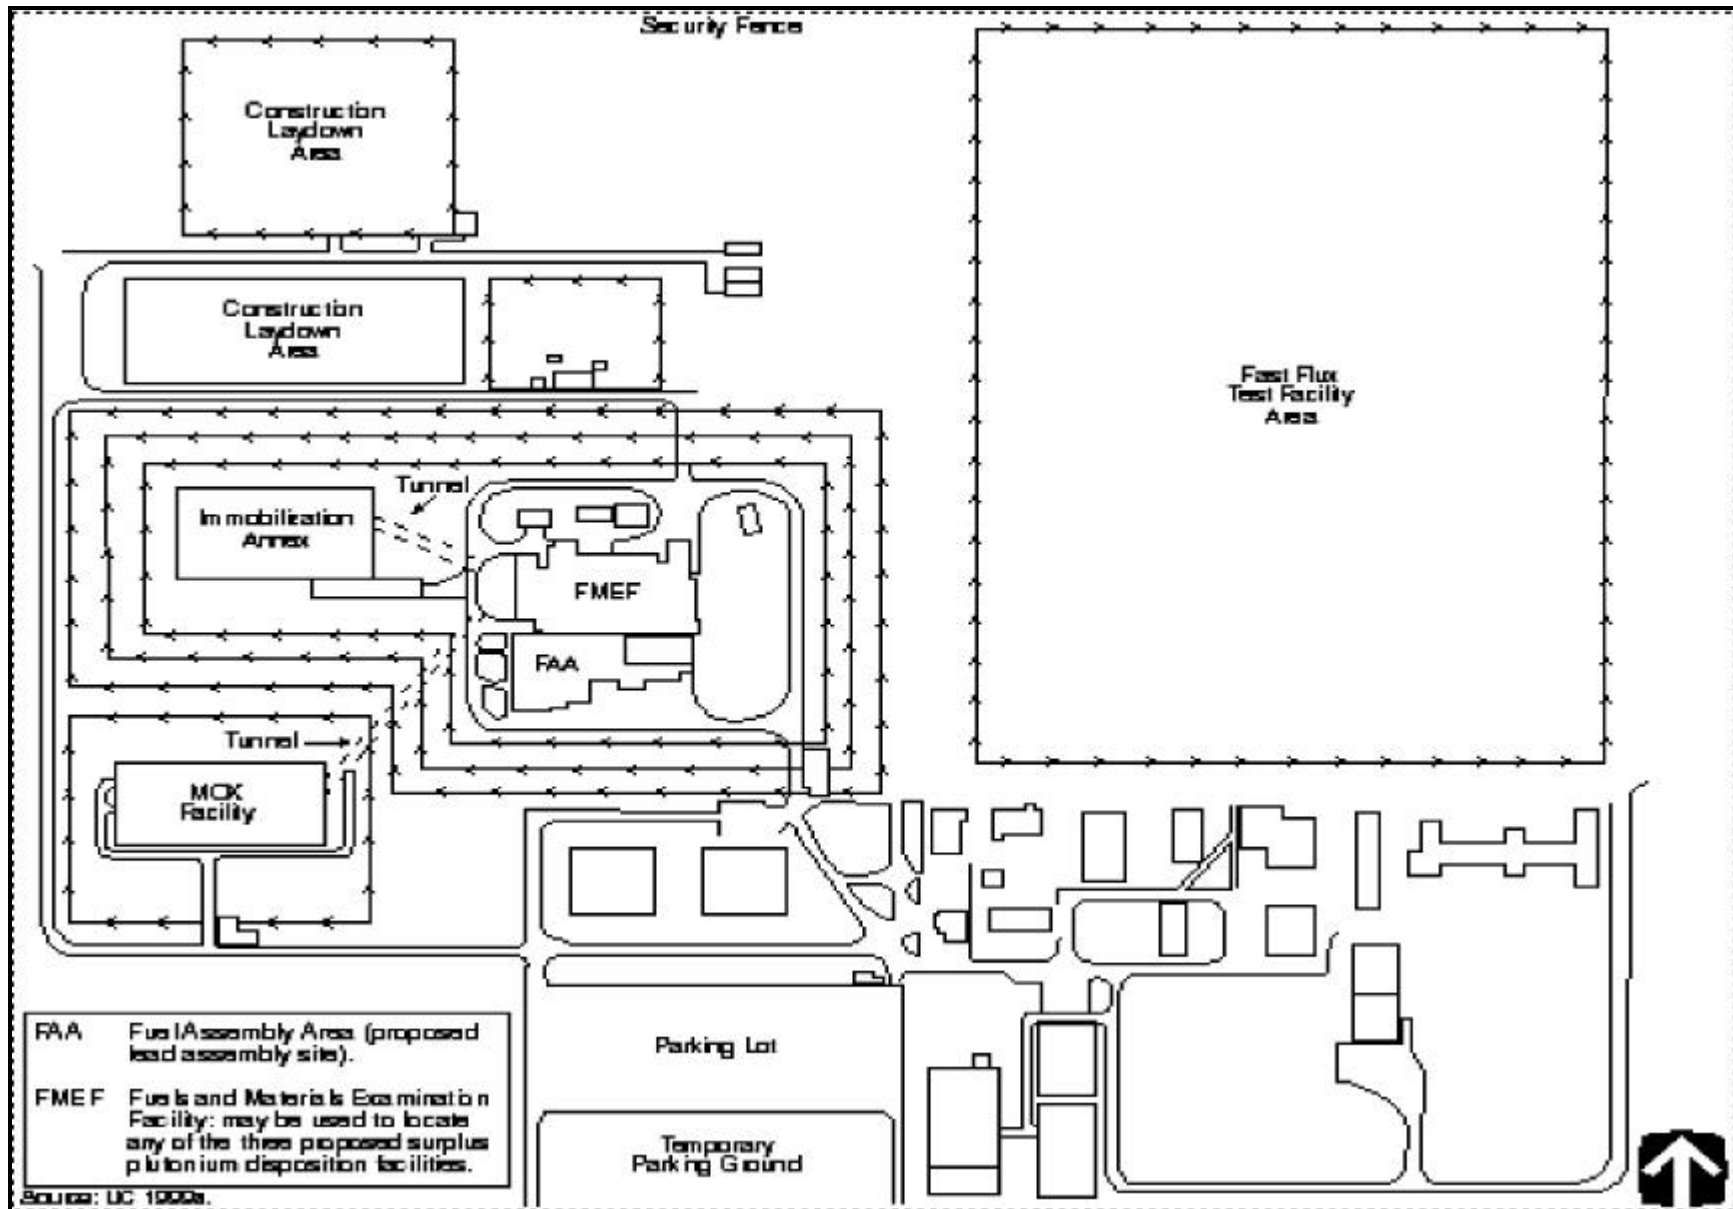 Security Fence
Construction
Laydown
Area
Construction
Laydown
Area
Fast Flux
Test Facility
Area
Tunnel
Immobilization
Annex
FMEF
FAA
Tunnel
MOX
Facility
Parking Lot
Temporary
Parking Ground
FAA Fuel Assembly Area (proposed
lead assembly site).
FMEF Fuels and Materials Examination
Facility: may be used to locate
any of the three proposed surplus
plutonium disposition facilities.
Source: UC 1999a.